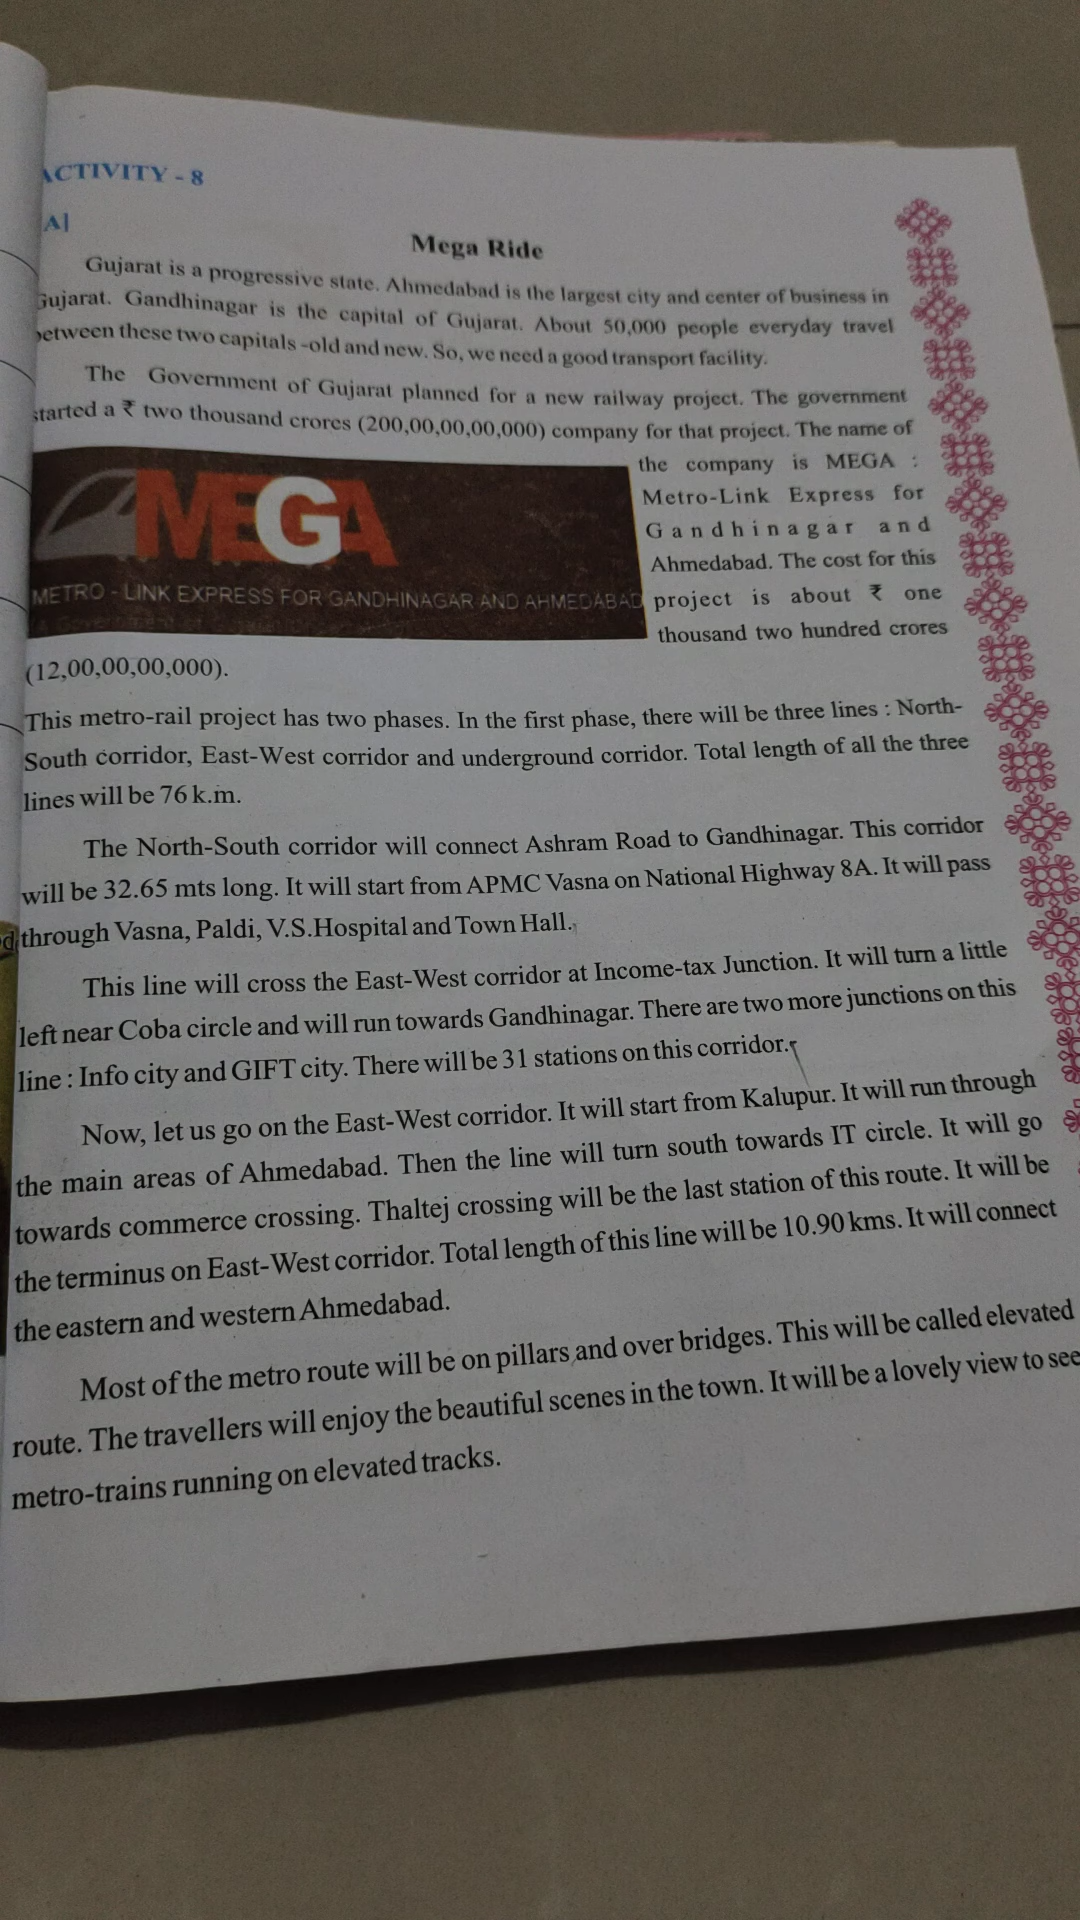 ACTIVITY - 8
A|
Mega Ride
Gujarat is a progressive state. Ahmedabad is the largest city and center of business in
Gujarat. Gandhinagar is the capital of Gujarat. About 50,000 people everyday travel
between these two capitals -old and new. So, we need a good transport facility.
The Government of Gujarat planned for a new railway project. The government
started a ₹ two thousand crores (200,00,00,00,000) company for that project. The name of
the company is MEGA :
Metro-Link Express for
Gandhinagar and
Ahmedabad. The cost for this
project is about ₹ one
thousand two hundred crores
MEGA
METRO - LINK EXPRESS FOR GANDHINAGAR AND AHMEDABAD
A Government of Gujarat
(12,00,00,00,000).
This metro-rail project has two phases. In the first phase, there will be three lines : North-
South corridor, East-West corridor and underground corridor. Total length of all the three
lines will be 76 k.m.
The North-South corridor will connect Ashram Road to Gandhinagar. This corridor
will be 32.65 mts long. It will start from APMC Vasna on National Highway 8A. It will pass
through Vasna, Paldi, V.S.Hospital and Town Hall.
This line will cross the East-West corridor at Income-tax Junction. It will turn a little
left near Coba circle and will run towards Gandhinagar. There are two more junctions on this
line : Info city and GIFT city. There will be 31 stations on this corridor.
Now, let us go on the East-West corridor. It will start from Kalupur. It will run through
the main areas of Ahmedabad. Then the line will turn south towards IT circle. It will go
towards commerce crossing. Thaltej crossing will be the last station of this route. It will be
the terminus on East-West corridor. Total length of this line will be 10.90 kms. It will connect
the eastern and western Ahmedabad.
Most of the metro route will be on pillars and over bridges. This will be called elevated
route. The travellers will enjoy the beautiful scenes in the town. It will be a lovely view to see
metro-trains running on elevated tracks.